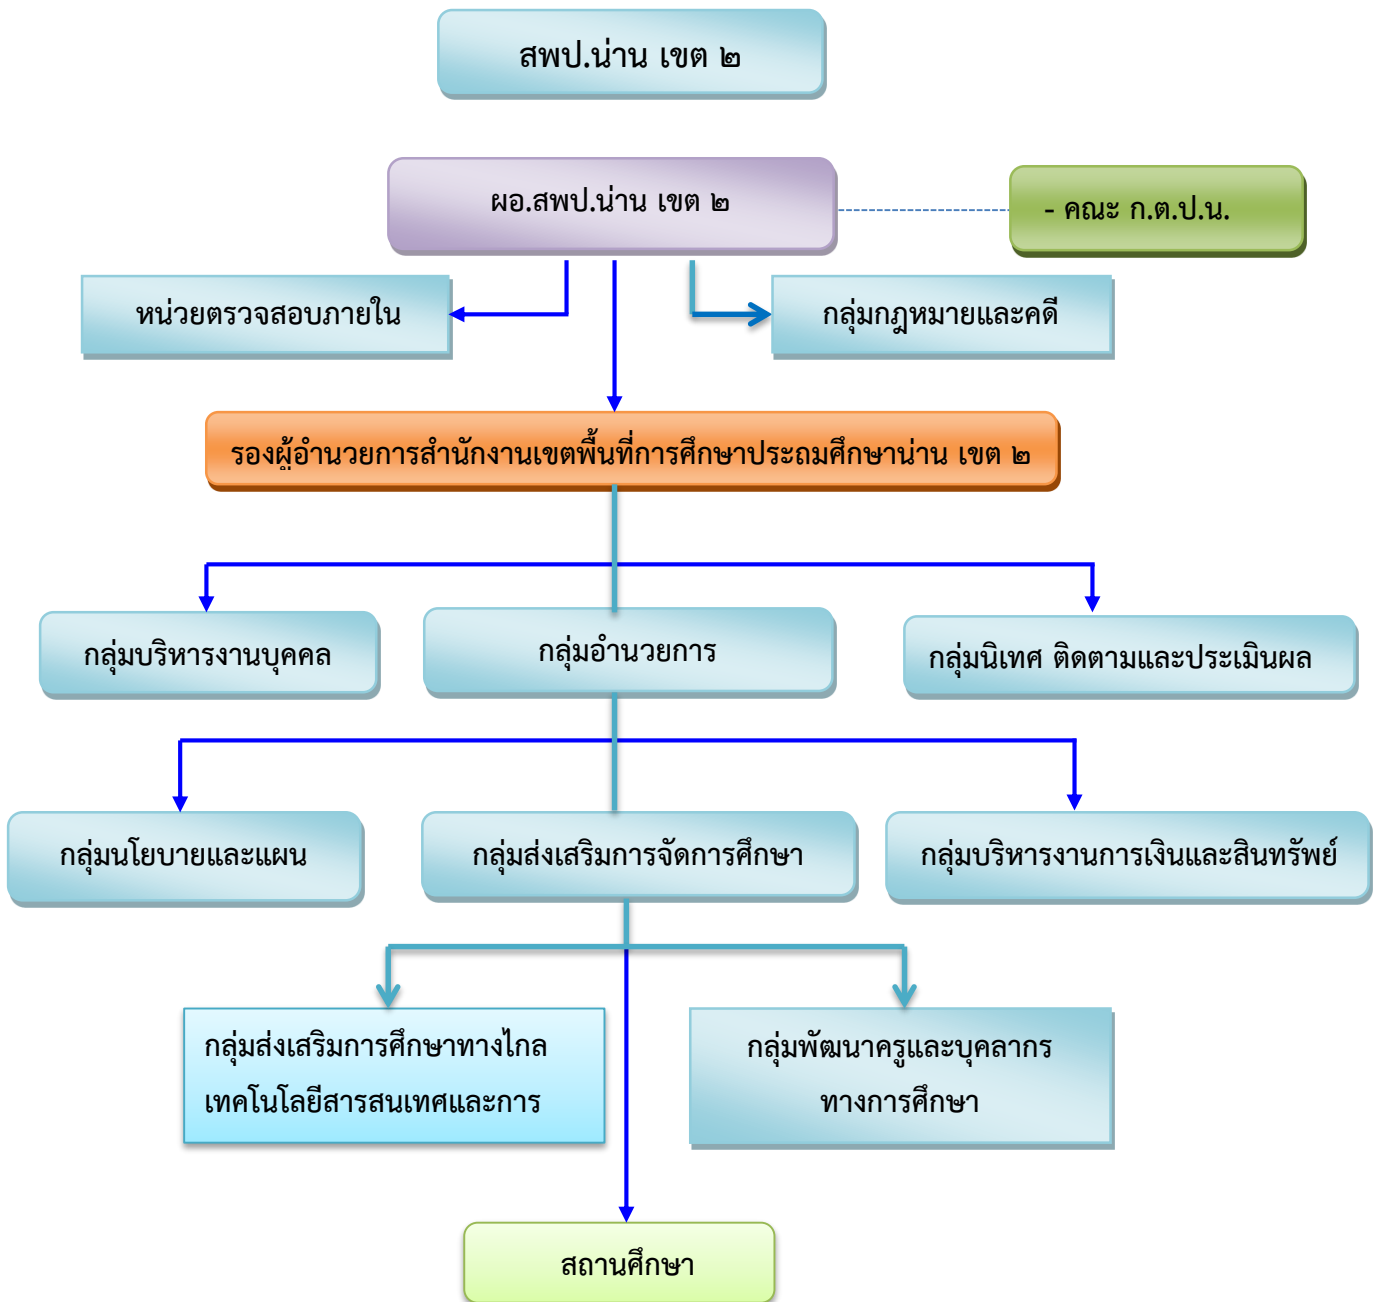 สพป.น่าน เขต ๒
ผอ.สพป.น่าน เขต ๒
- คณะ ก.ต.ป.น.
หน่วยตรวจสอบภายใน
กลุ่มกฎหมายและคดี
รองผู้อำนวยการสำนักงานเขตพื้นที่การศึกษาประถมศึกษาน่าน เขต ๒
กลุ่มบริหารงานบุคคล
กลุ่มอำนวยการ
กลุ่มนิเทศ ติดตามและประเมินผล
กลุ่มนโยบายและแผน
กลุ่มส่งเสริมการจัดการศึกษา
กลุ่มบริหารงานการเงินและสินทรัพย์
กลุ่มส่งเสริมการศึกษาทางไกล
เทคโนโลยีสารสนเทศและการ
กลุ่มพัฒนาครูและบุคลากร
ทางการศึกษา
สถานศึกษา